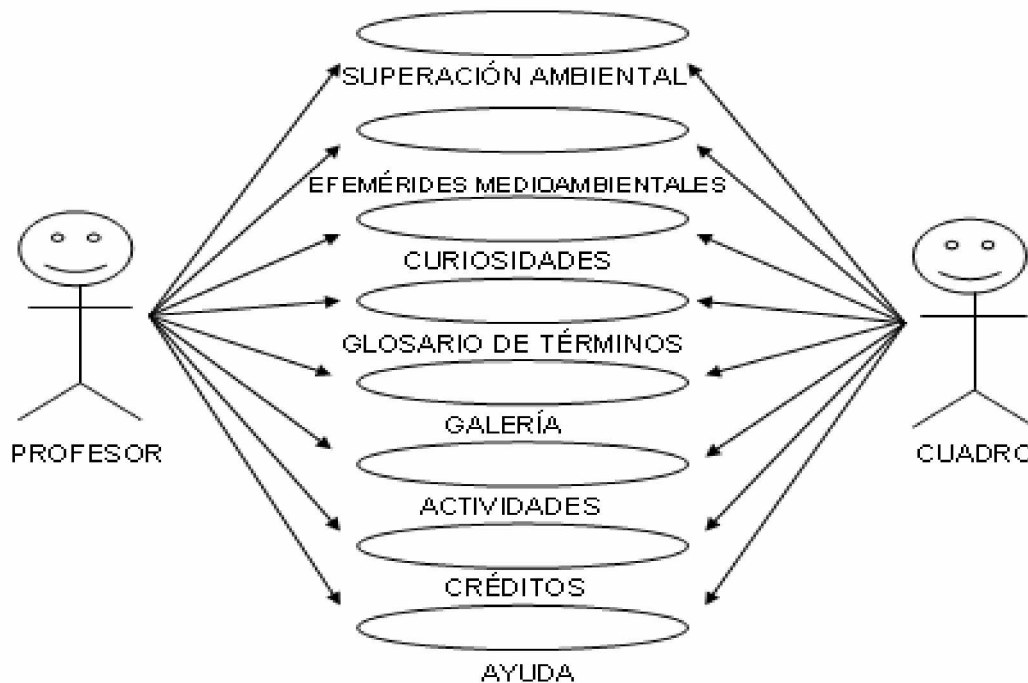 SUPERACIÓN AMBIENTAL
EFEMÉRIDES MEDIOAMBIENTALES
CURIOSIDADES
GLOSARIO DE TÉRMINOS
GALERÍA
PROFESOR
CUADRO
ACTIVIDADES
CRÉDITOS
AYUDA